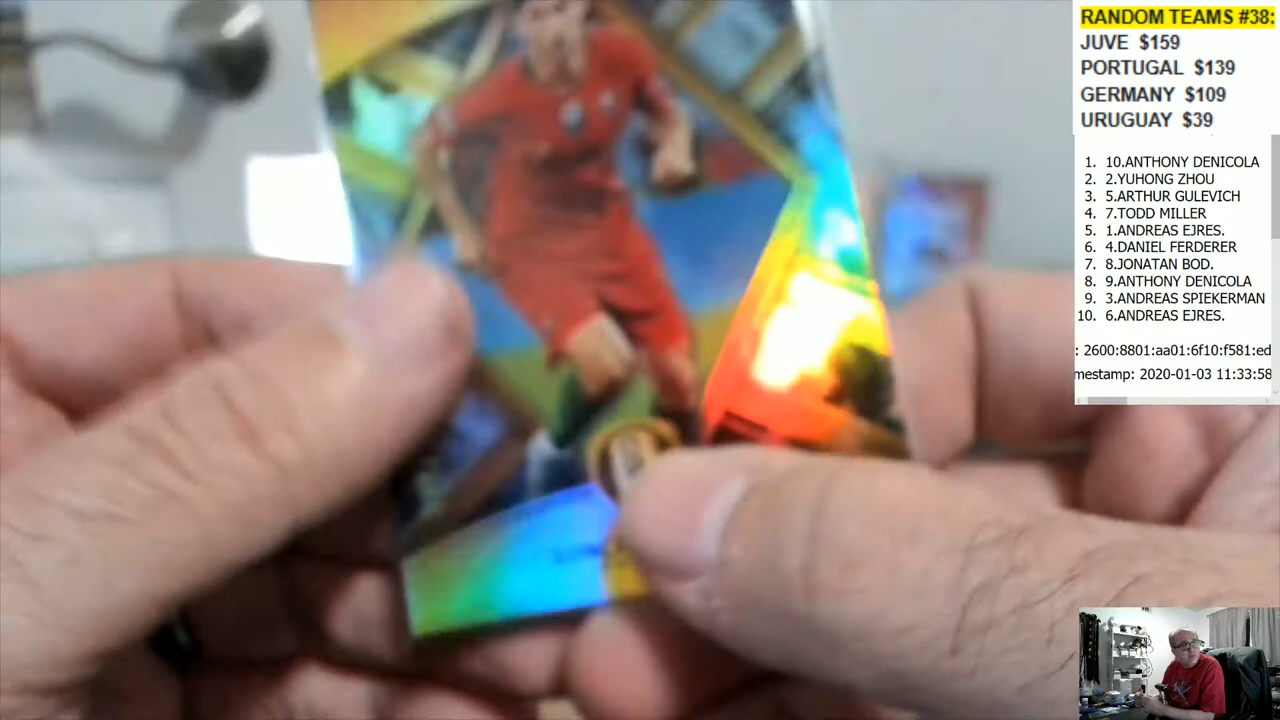 RANDOM TEAMS #38:
JUVE $159
PORTUGAL $139
GERMANY $109
URUGUAY $39
1. 10.ANTHONY DENICOLA
2. 2.YUHONG ZHOU
3. 5.ARTHUR GULEVICH
4. 7.TODD MILLER
5. 1.ANDREAS EJRES.
6. 4.DANIEL FERDERER
7. 8.JONATAN BOD.
8. 9.ANTHONY DENICOLA
9. 3.ANDREAS SPIEKERMAN
10. 6.ANDREAS EJRES.
: 2600:8801:aa01:6f10:f581:ed
mestamp: 2020-01-03 11:33:58